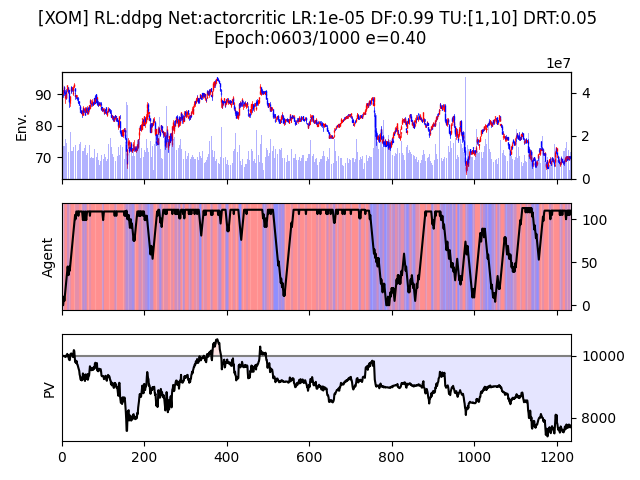 [XOM] RL:ddpg Net:actorcritic LR:1e-05 DF:0.99 TU:[1,10] DRT:0.05
Epoch:0603/1000 e=0.40
1e7
Env.
90
80
70
4
2
0
Agent
100
50
0
PV
10000
8000
0 200 400 600 800 1000 1200